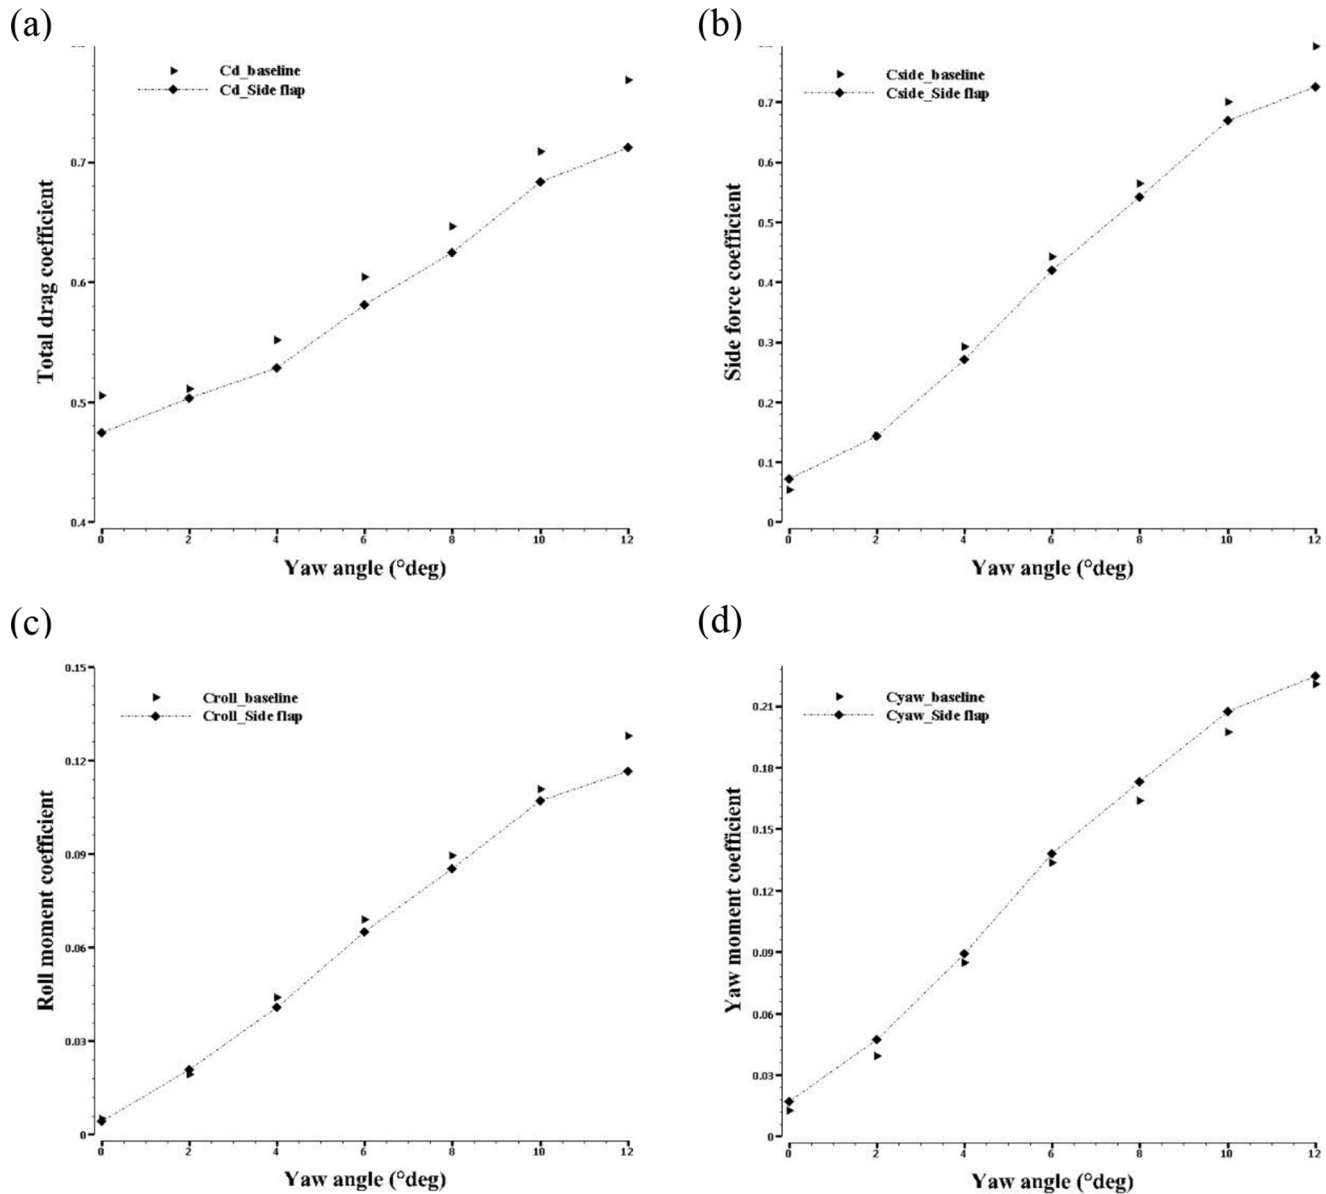 (a)
Cd_baseline
Cd_Side flap
0.7
0.6
0.5
0.4
Total drag coefficient
0 2 4 6 8 10 12
Yaw angle (°deg)
(b)
Cside_baseline
Cside_Side flap
0.7
0.6
0.5
0.4
0.3
0.2
0.1
0
Side force coefficient
0 2 4 6 8 10 12
Yaw angle (°deg)
(c)
0.15
Croll_baseline
Croll_Side flap
0.12
0.09
0.06
0.03
0
Roll moment coefficient
0 2 4 6 8 10 12
Yaw angle (°deg)
(d)
Cyaw_baseline
Cyaw_Side flap
0.21
0.18
0.15
0.12
0.09
0.06
0.03
0
Yaw moment coefficient
0 2 4 6 8 10 12
Yaw angle (°deg)